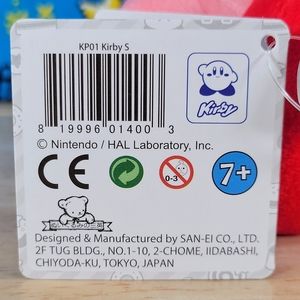 KP01 Kirby S
Kirby
8 19996 01400 3
© Nintendo / HAL Laboratory, Inc.
CE
0-3
7+
Designed & Manufactured by SAN-EI CO., LTD.
2F TUG BLDG., NO.1-10, 2-CHOME, IIDABASHI,
CHIYODA-KU, TOKYO, JAPAN